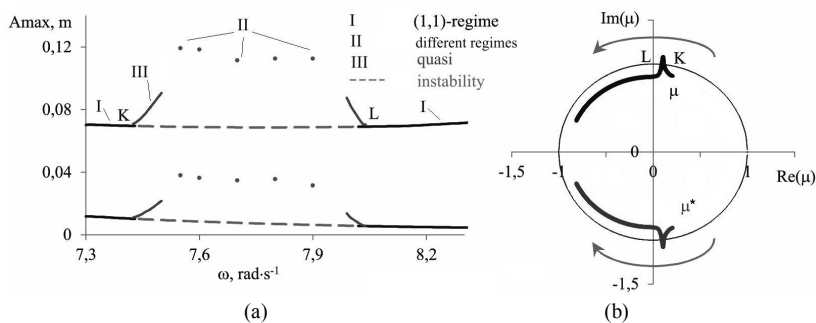 Amax, m
0,12
0,08
0,04
0
7,3
7,6
7,9
8,2
ω, rad·s-1
I
K
III
II
L
I
I (1,1)-regime
II different regimes
III quasi
instability
(a)
Im(μ)
L K
μ
-1,5 -1 0 0 1
Re(μ)
μ*
-1,5
(b)